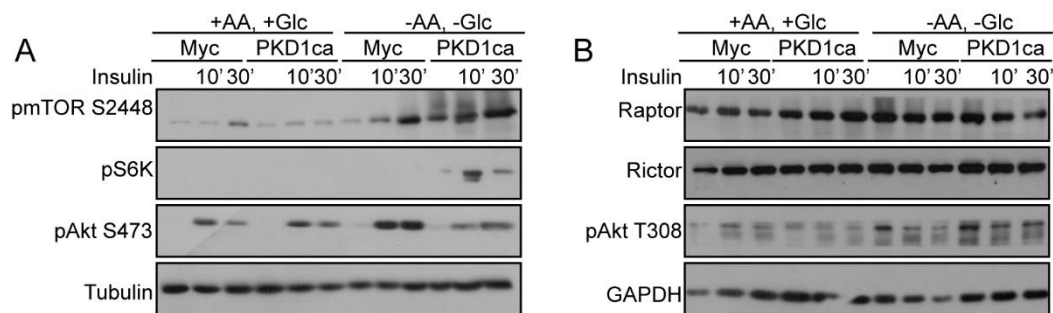 A
+AA, +Glc -AA, -Glc
Myc PKD1ca Myc PKD1ca
Insulin 10' 30' 10' 30' 10' 30' 10' 30'
pmTOR S2448
pS6K
pAkt S473
Tubulin
B
+AA, +Glc -AA, -Glc
Myc PKD1ca Myc PKD1ca
Insulin 10' 30' 10' 30' 10' 30' 10' 30'
Raptor
Rictor
pAkt T308
GAPDH